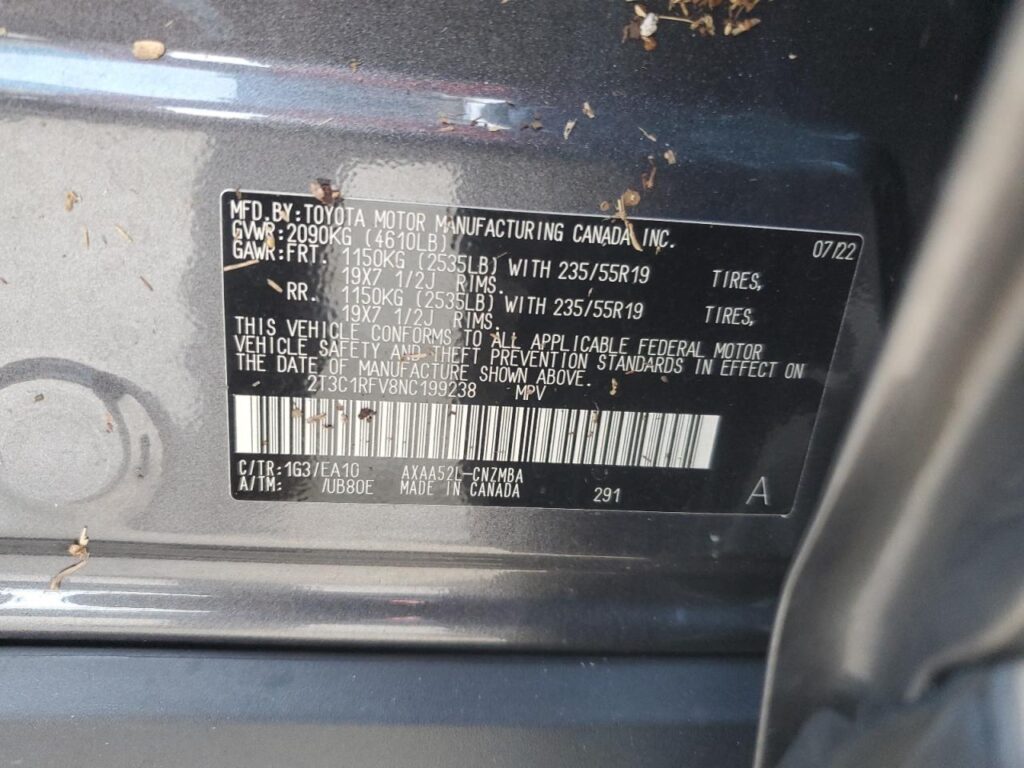 MFD.BY:TOYOTA MOTOR MANUFACTURING CANADA INC. 07/22
GVWR:2090KG (4610LB)
GAWR:FRT. 1150KG (2535LB) WITH 235/55R19 TIRES,
19X7 1/2J RIMS.
RR. 1150KG (2535LB) WITH 235/55R19 TIRES,
19X7 1/2J RIMS.
THIS VEHICLE CONFORMS TO ALL APPLICABLE FEDERAL MOTOR
VEHICLE SAFETY AND THEFT PREVENTION STANDARDS IN EFFECT ON
THE DATE OF MANUFACTURE SHOWN ABOVE.
2T3C1RFV8NC199238 MPV
C/TR:1G3/EA10 AXAA52L-CNZMBA
A/TM: /UB80E MADE IN CANADA 291 A